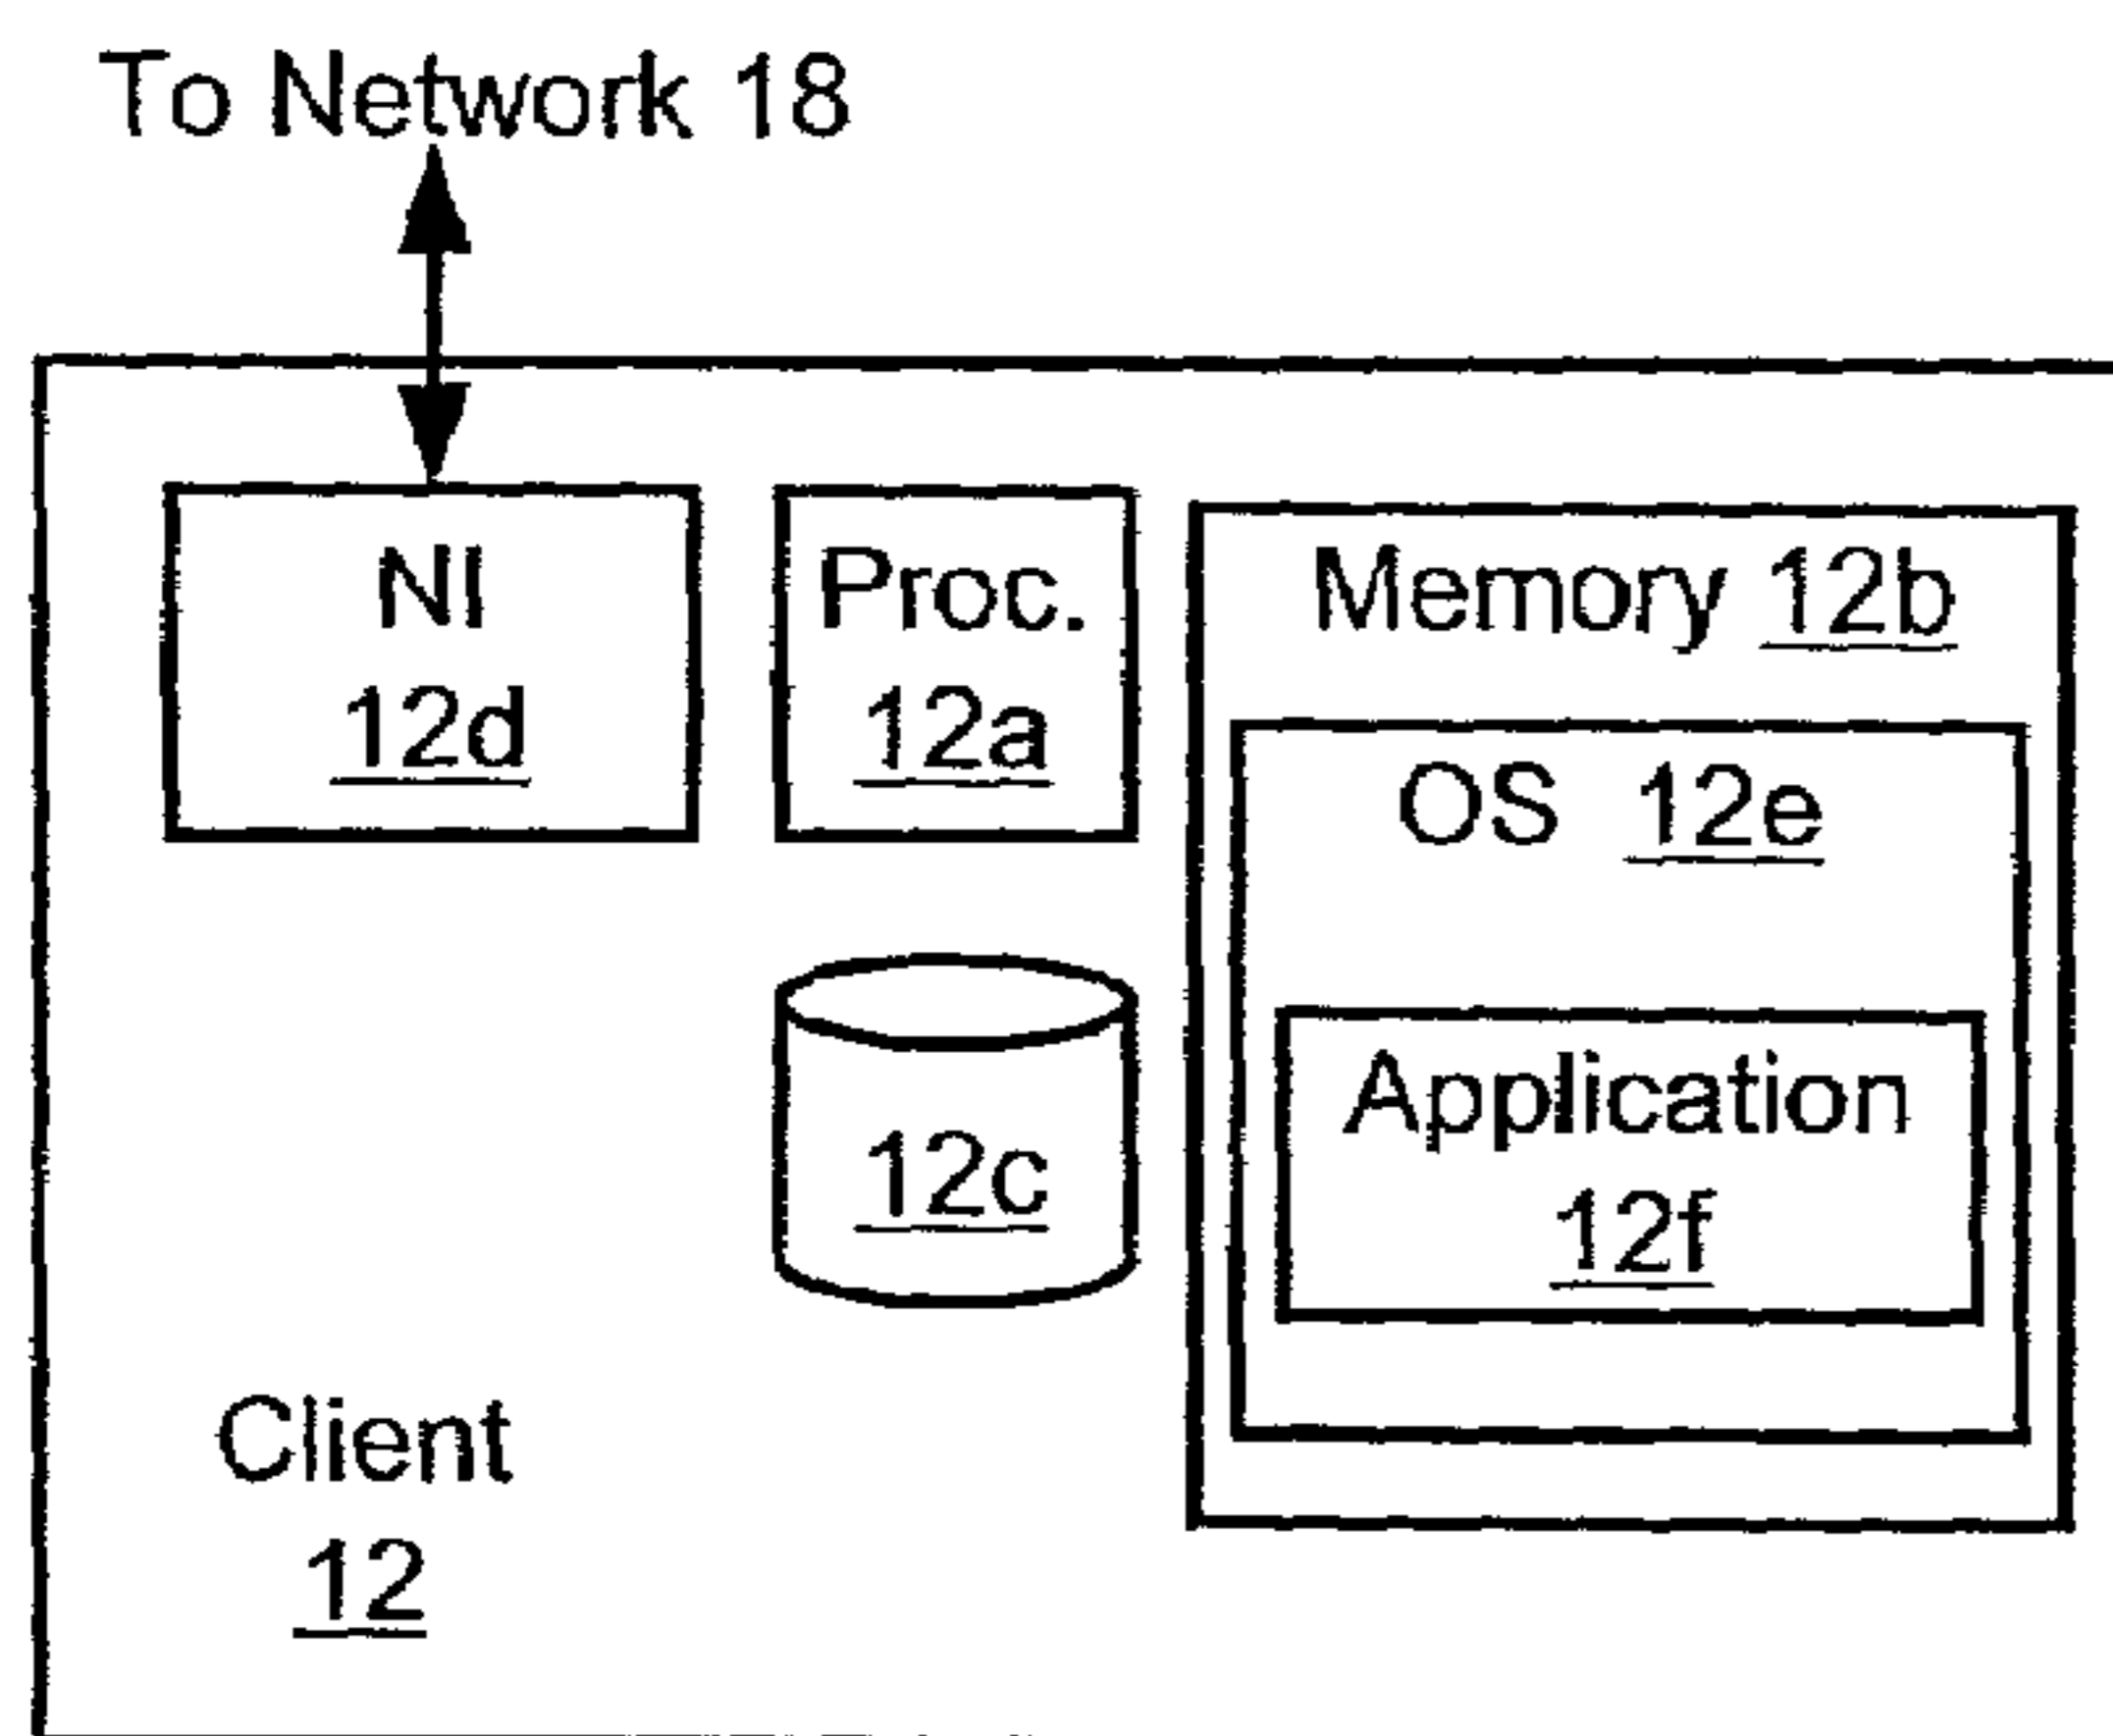 To Network 18
NI
12d
Proc.
12a
Memory 12b
OS 12e
12c
Application
12f
Client
12